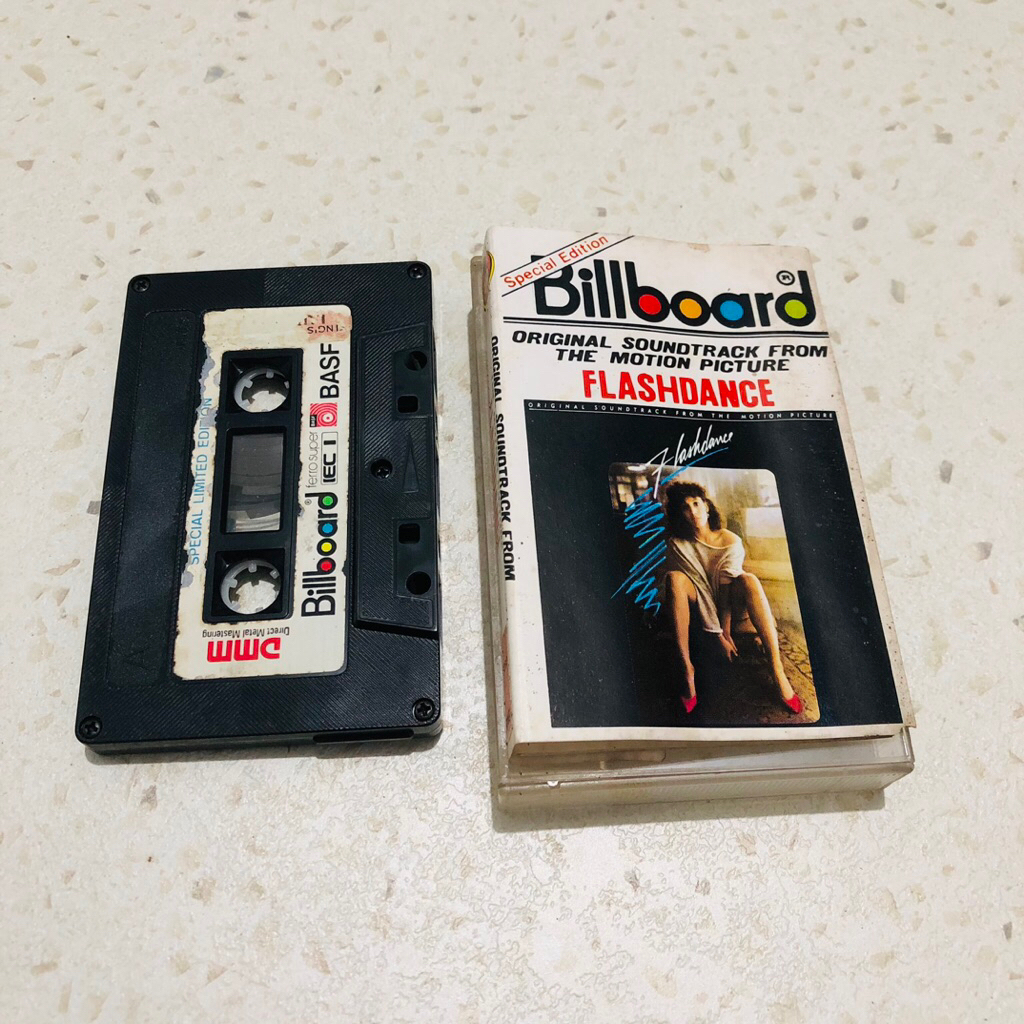 SPECIAL LIMITED EDITION
BASF
ferro super
IEC I
BASF
Billboard
DMM
Direct Metal Mastering
Special Edition
Billboard®
ORIGINAL SOUNDTRACK FROM
THE MOTION PICTURE
FLASHDANCE
ORIGINAL SOUNDTRACK FROM THE MOTION PICTURE
Flashdance
ORIGINAL SOUNDTRACK FROM